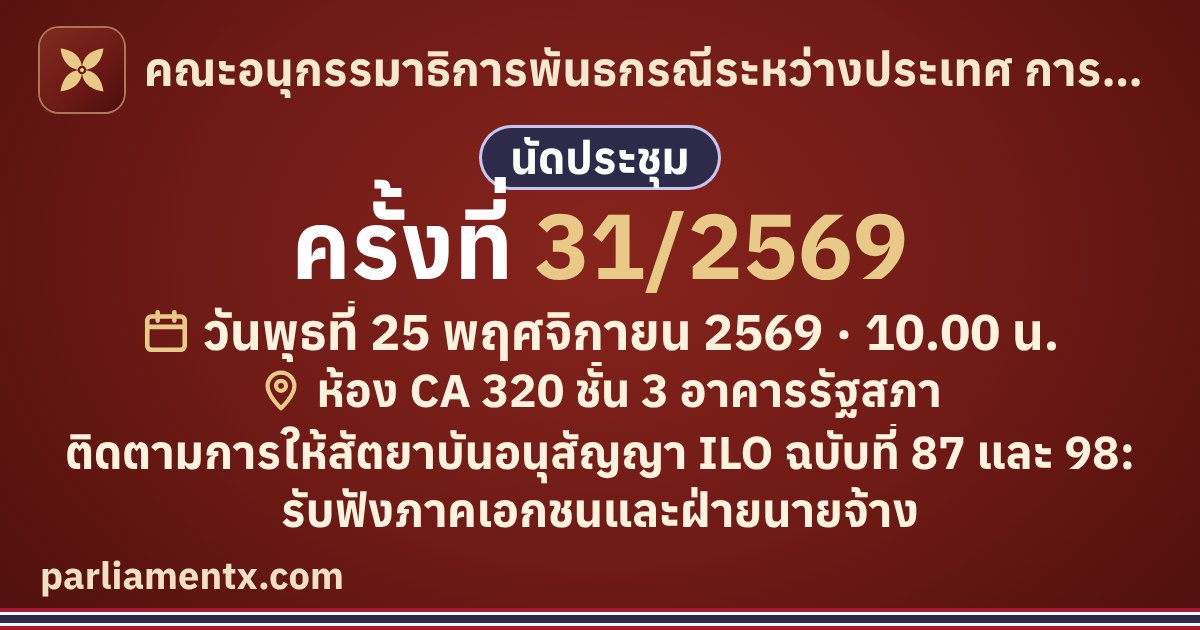 คณะอนุกรรมาธิการพันธกรณีระหว่างประเทศ การ...
นัดประชุม
ครั้งที่ 31/2569
วันพุธที่ 25 พฤศจิกายน 2569 · 10.00 น.
ห้อง CA 320 ชั้น 3 อาคารรัฐสภา
ติดตามการให้สัตยาบันอนุสัญญา ILO ฉบับที่ 87 และ 98:
รับฟังภาคเอกชนและฝ่ายนายจ้าง
parliamentx.com